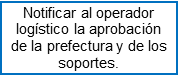 Notificar al operador
logístico la aprobación
de la prefectura y de los
soportes.